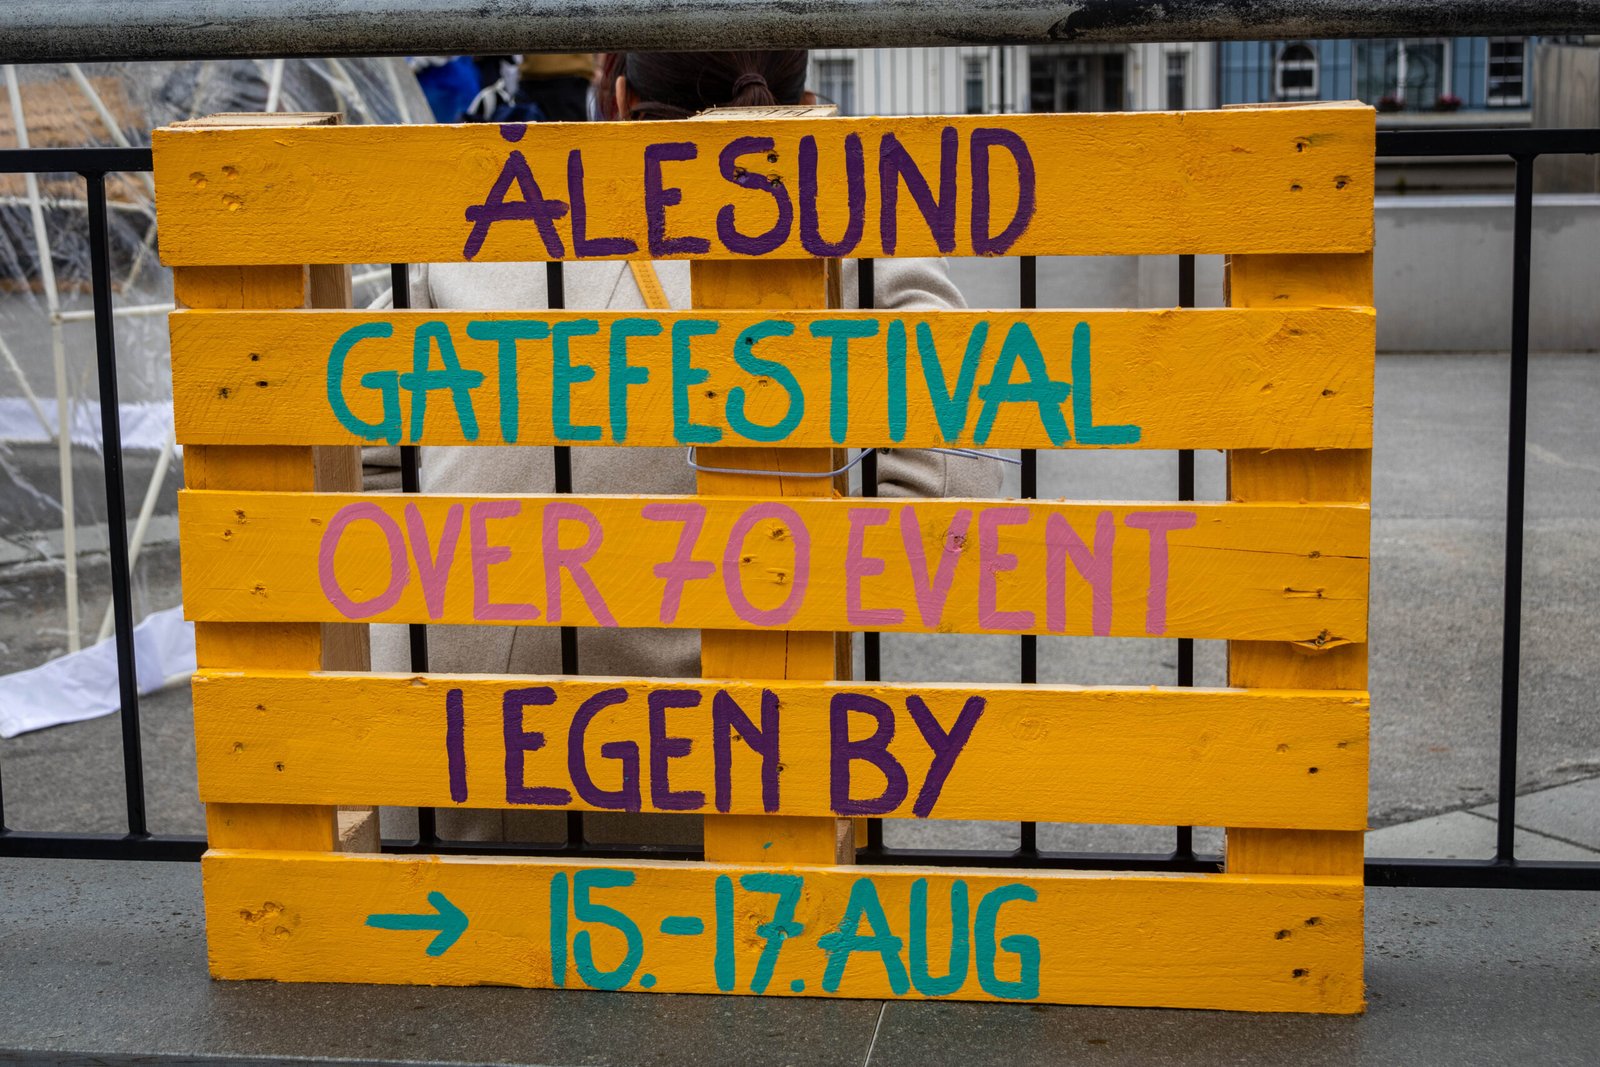 ÅLESUND
GATEFESTIVAL
OVER 70 EVENT
I EGEN BY
→ 15.-17. AUG